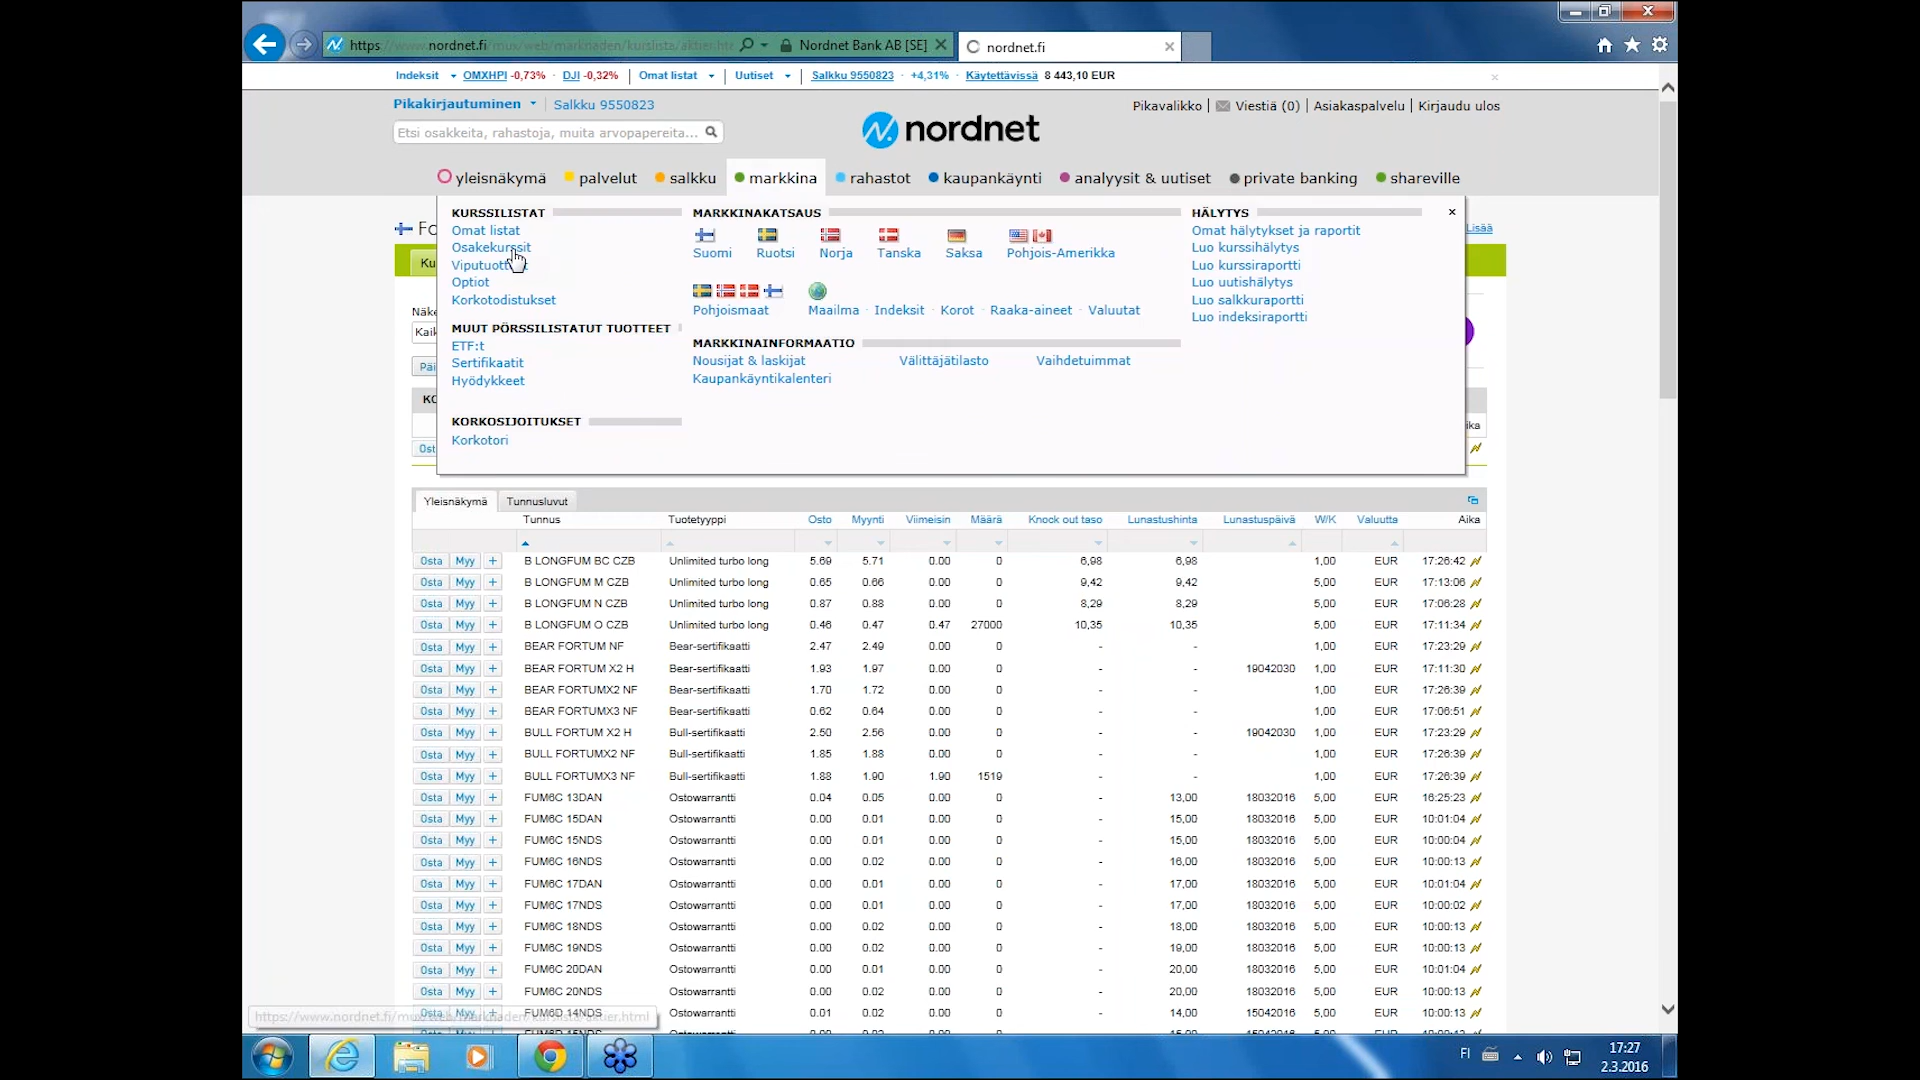 https://www.nordnet.fi/mux/web/marknaden/kurslista/aktier.htm Nordnet Bank AB [SE] nordnet.fi
Indeksit OMXHPI -0,73% · DJI -0,32% Omat listat Uutiset Salkku 9550823 · +4,31% · Käytettävissä 8 443,10 EUR
Pikakirjautuminen Salkku 9550823
Pikavalikko Viestiä (0) Asiakaspalvelu Kirjaudu ulos
Etsi osakkeita, rahastoja, muita arvopapereita...
nordnet
yleisnäkymä palvelut salkku markkina rahastot kaupankäynti analyysit & uutiset private banking shareville
KURSSILISTAT
Omat listat
Osakekurssit
Optiot
Korkotodistukset
MUUT PÖRSSILISTATUT TUOTTEET
ETF:t
Sertifikaatit
Hyödykkeet
KORKOSIJOITUKSET
Korkotori
MARKKINAKATSAUS
Suomi Ruotsi Norja Tanska Saksa Pohjois-Amerikka
Pohjoismaat Maailma · Indeksit · Korot · Raaka-aineet · Valuutat
MARKKINAINFORMAATIO
Nousijat & laskijat Välittäjätilasto Vaihdetuimmat
Kaupankäyntikalenteri
HÄLYTYS
Omat hälytykset ja raportit
Luo kurssihälytys
Luo kurssiraportti
Luo uutishälytys
Luo salkkuraportti
Luo indeksiraportti
Lisää
Yleisnäkymä Tunnusluvut
Tunnus Tuotetyyppi Osto Myynti Viimeisin Määrä Knock out taso Lunastushinta Lunastuspäivä W/K Valuutta Aika
Osta Myy + B LONGFUM BC CZB Unlimited turbo long 5.69 5.71 0.00 0 6,98 6,98 1,00 EUR 17:26:42
Osta Myy + B LONGFUM M CZB Unlimited turbo long 0.65 0.66 0.00 0 9,42 9,42 5,00 EUR 17:13:06
Osta Myy + B LONGFUM N CZB Unlimited turbo long 0.87 0.88 0.00 0 8,29 8,29 5,00 EUR 17:06:28
Osta Myy + B LONGFUM O CZB Unlimited turbo long 0.46 0.47 0.47 27000 10,35 10,35 5,00 EUR 17:11:34
Osta Myy + BEAR FORTUM NF Bear-sertifikaatti 2.47 2.49 0.00 0 - - 1,00 EUR 17:23:29
Osta Myy + BEAR FORTUM X2 H Bear-sertifikaatti 1.93 1.97 0.00 0 - - 19042030 1,00 EUR 17:11:30
Osta Myy + BEAR FORTUMX2 NF Bear-sertifikaatti 1.70 1.72 0.00 0 - - 1,00 EUR 17:26:39
Osta Myy + BEAR FORTUMX3 NF Bear-sertifikaatti 0.62 0.64 0.00 0 - - 1,00 EUR 17:06:51
Osta Myy + BULL FORTUM X2 H Bull-sertifikaatti 2.50 2.56 0.00 0 - - 19042030 1,00 EUR 17:23:29
Osta Myy + BULL FORTUMX2 NF Bull-sertifikaatti 1.85 1.88 0.00 0 - - 1,00 EUR 17:26:39
Osta Myy + BULL FORTUMX3 NF Bull-sertifikaatti 1.88 1.90 1.90 1519 - - 1,00 EUR 17:26:39
Osta Myy + FUM6C 13DAN Ostowarrantti 0.04 0.05 0.00 0 - 13,00 18032016 5,00 EUR 16:25:23
Osta Myy + FUM6C 15DAN Ostowarrantti 0.00 0.01 0.00 0 - 15,00 18032016 5,00 EUR 10:01:04
Osta Myy + FUM6C 15NDS Ostowarrantti 0.00 0.01 0.00 0 - 15,00 18032016 5,00 EUR 10:00:04
Osta Myy + FUM6C 16NDS Ostowarrantti 0.00 0.02 0.00 0 - 16,00 18032016 5,00 EUR 10:00:13
Osta Myy + FUM6C 17DAN Ostowarrantti 0.00 0.01 0.00 0 - 17,00 18032016 5,00 EUR 10:01:04
Osta Myy + FUM6C 17NDS Ostowarrantti 0.00 0.01 0.00 0 - 17,00 18032016 5,00 EUR 10:00:02
Osta Myy + FUM6C 18NDS Ostowarrantti 0.00 0.02 0.00 0 - 18,00 18032016 5,00 EUR 10:00:13
Osta Myy + FUM6C 19NDS Ostowarrantti 0.00 0.02 0.00 0 - 19,00 18032016 5,00 EUR 10:00:13
Osta Myy + FUM6C 20DAN Ostowarrantti 0.00 0.01 0.00 0 - 20,00 18032016 5,00 EUR 10:01:04
Osta Myy + FUM6C 20NDS Ostowarrantti 0.00 0.02 0.00 0 - 20,00 18032016 5,00 EUR 10:00:13
FUM6D 14NDS Ostowarrantti 0.01 0.02 0.00 0 - 14,00 15042016 5,00 EUR 10:00:13
https://www.nordnet.fi/mux/web/marknaden/kurslista/aktier.html
FI 17:27
2.3.2016